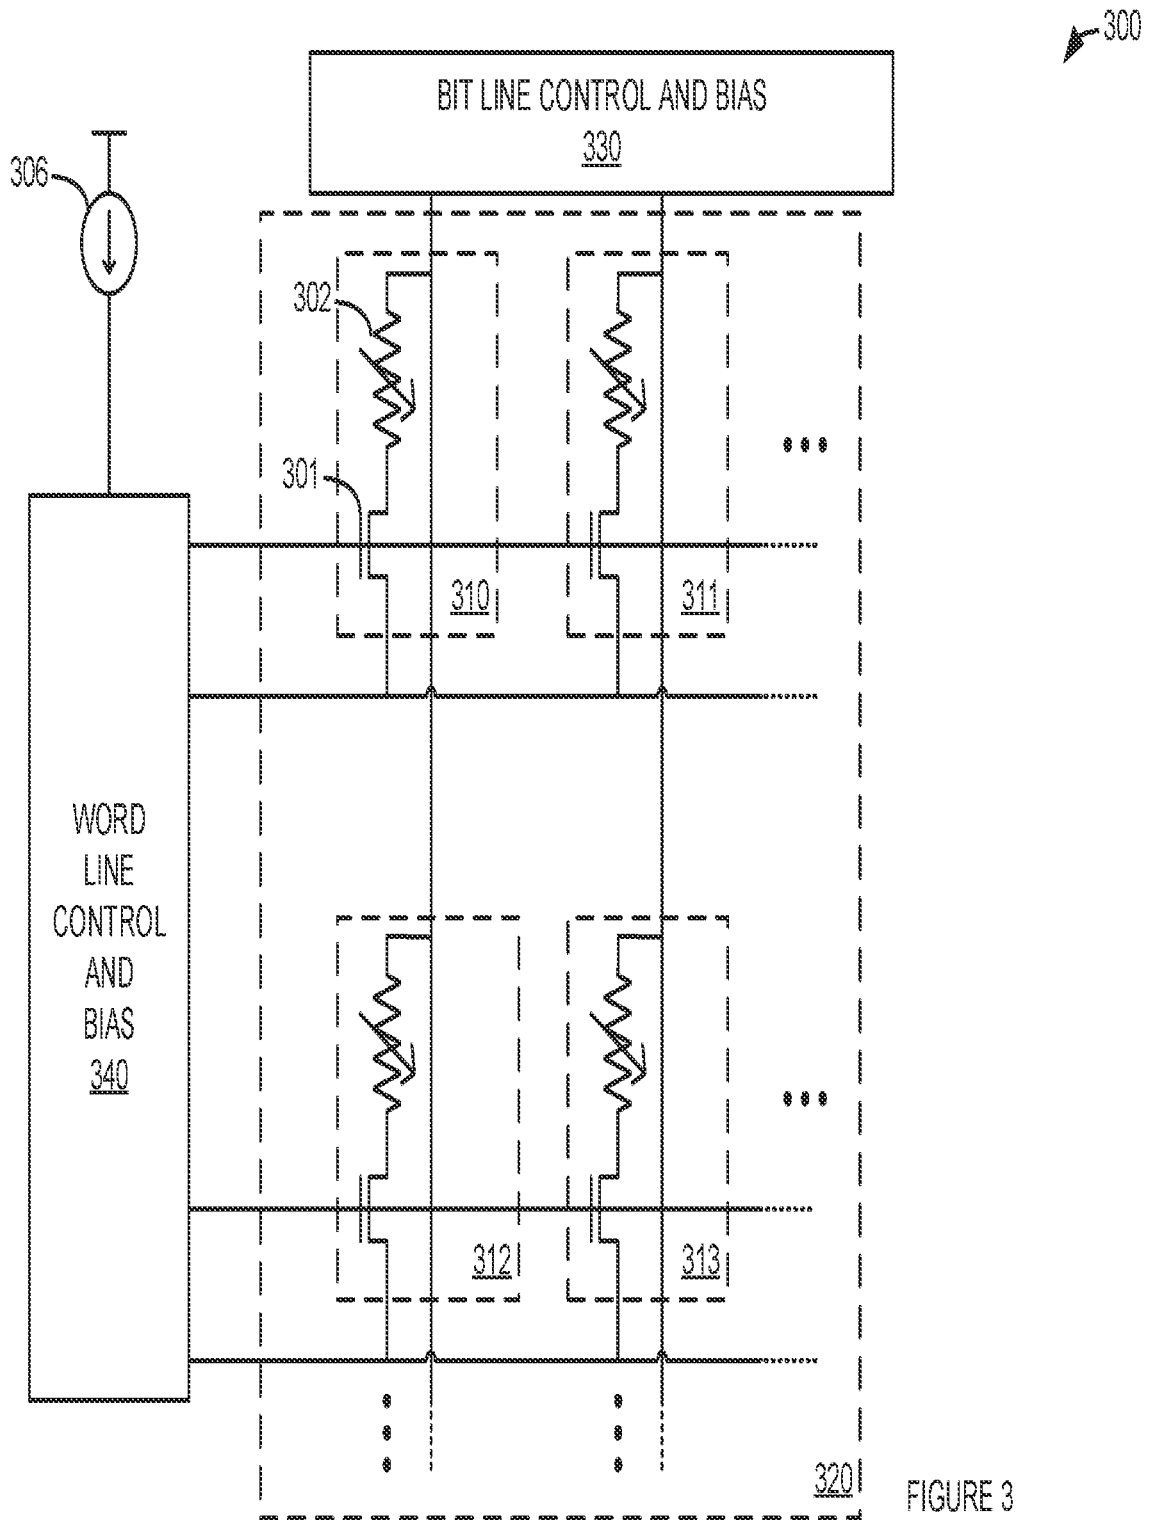 300
BIT LINE CONTROL AND BIAS
330
306
302
301
310
311
WORD
LINE
CONTROL
AND
BIAS
340
312
313
320
FIGURE 3